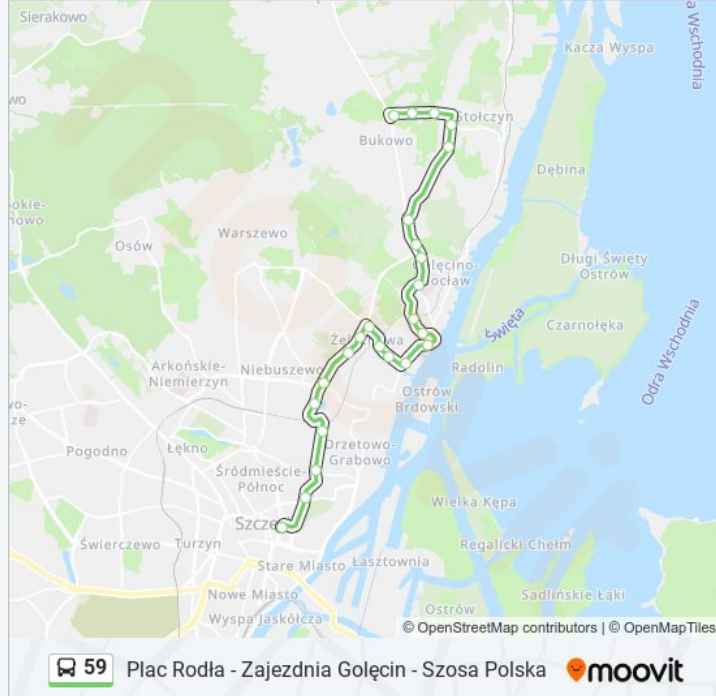 Sierakowo
a Wschodnia
Kacza Wyspa
Stołczyn
Bukowo
Dębina
Warszewo
Osów
Długi Święty
Ostrów
Święta
Czarnołęka
Odra Wschodnia
Arkońskie-
Niemierzyn
Niebuszewo
Radolin
Ostrów
Brdowski
Pogodno
Łękno
Drzetowo-
Grabowo
Śródmieście-
Północ
Wielka Kępa
Szcze
Świerczewo
Turzyn
Regalicki Chełm
Stare Miasto
Łasztownia
Nowe Miasto
Sadlińskie Łąki
Wyspa Jaskółcza
Ostrów
© OpenStreetMap contributors | © OpenMapTiles
59 Plac Rodła - Zajezdnia Golęcin - Szosa Polska moovit